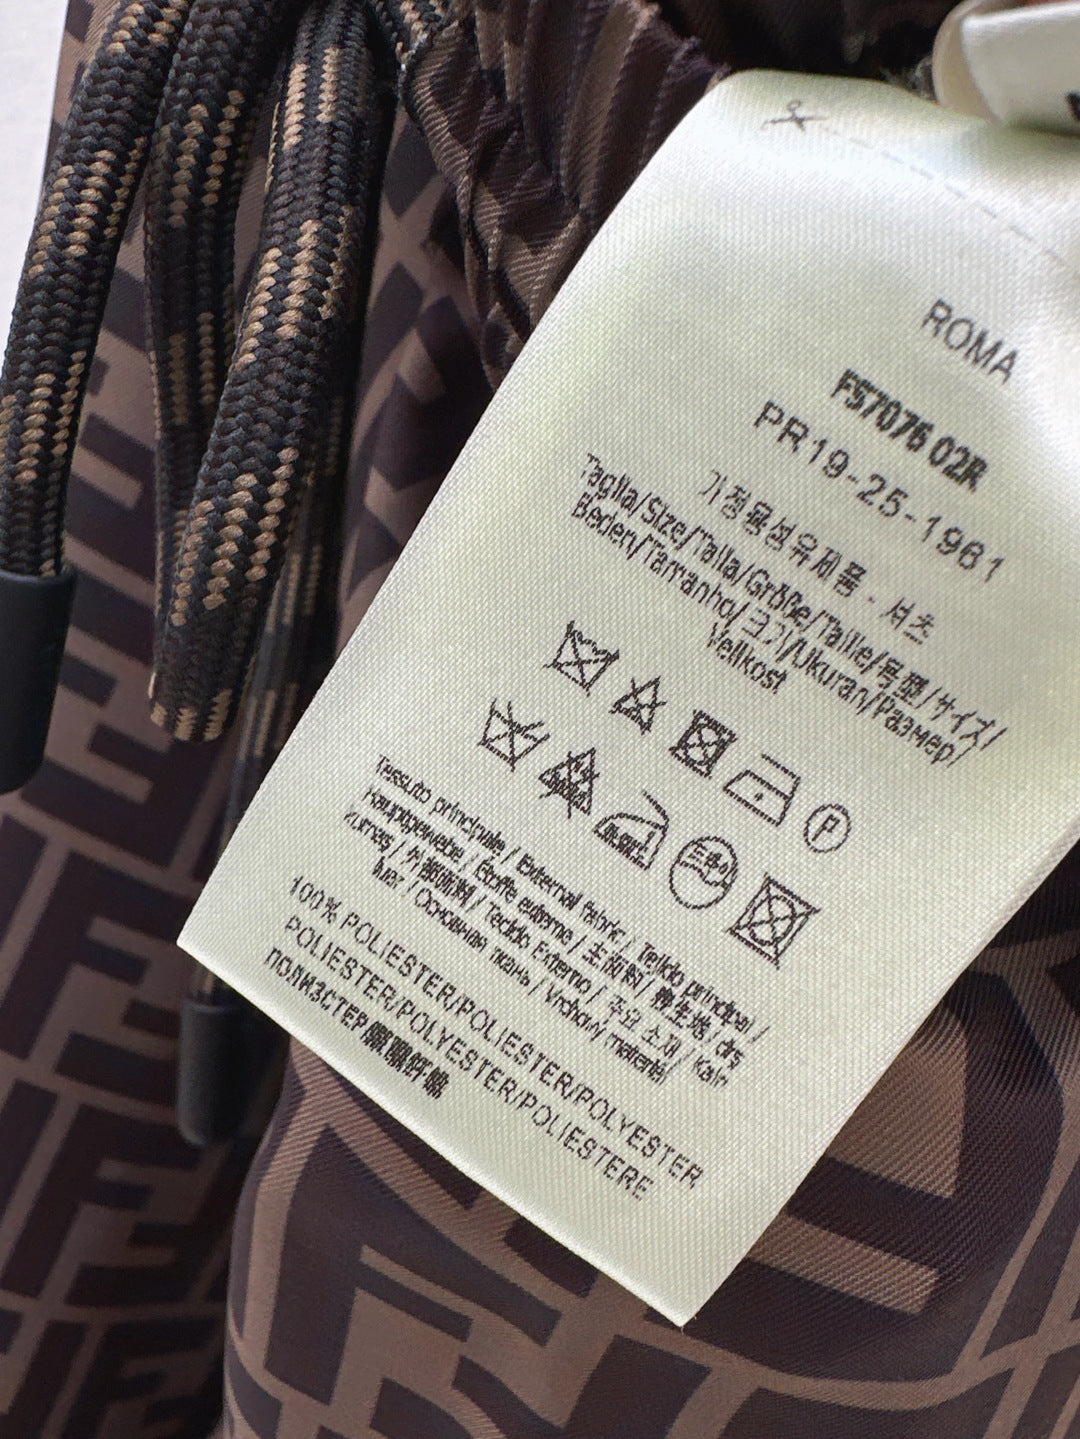 ROMA
FS7076 02R
PR19-25-1981
가정용섬유제품 - 셔츠
Taglia/Size/Talla/Größe/Taille/号型/サイズ/
Beden/Tamanho/크기/Ukuran/Размер/
Velikost
P
Tessuto principale / External fabric / Tejido principal /
Hauptgewebe / Etoffe externe / 主面料 / 表生地 / dış
kumaş / 外部面料 / Tecido Externo / 주요 소재 / Kain
luar / Основная ткань / Vrchový materiál
100% POLIESTER/POLIESTER/POLYESTER
POLIESTER/POLYESTER/POLIESTERE
ПОЛИЭСТЕР